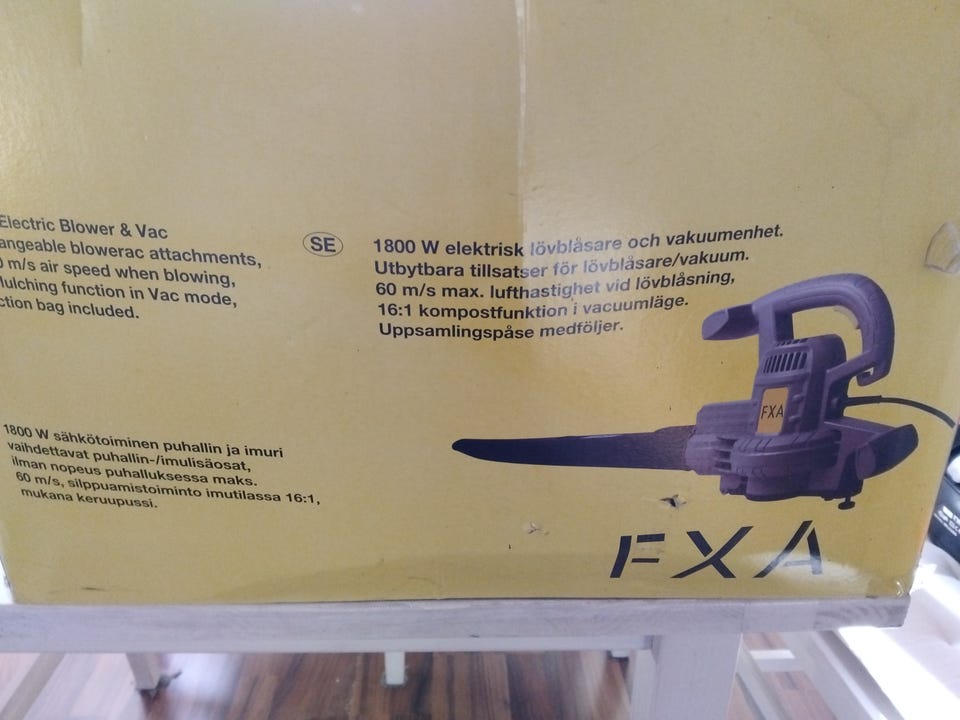 Electric Blower & Vac
angeable blowerac attachments,
0 m/s air speed when blowing,
ulching function in Vac mode,
ction bag included.
SE
1800 W elektrisk lövblåsare och vakuumenhet.
Utbytbara tillsatser för lövblåsare/vakuum.
60 m/s max. lufthastighet vid lövblåsning,
16:1 kompostfunktion i vacuumläge.
Uppsamlingspåse medföljer.
1800 W sähkötoiminen puhallin ja imuri
vaihdettavat puhallin-/imulisäosat,
ilman nopeus puhalluksessa maks.
60 m/s, silppuamistoiminto imutilassa 16:1,
mukana keruupussi.
FXA
FXA